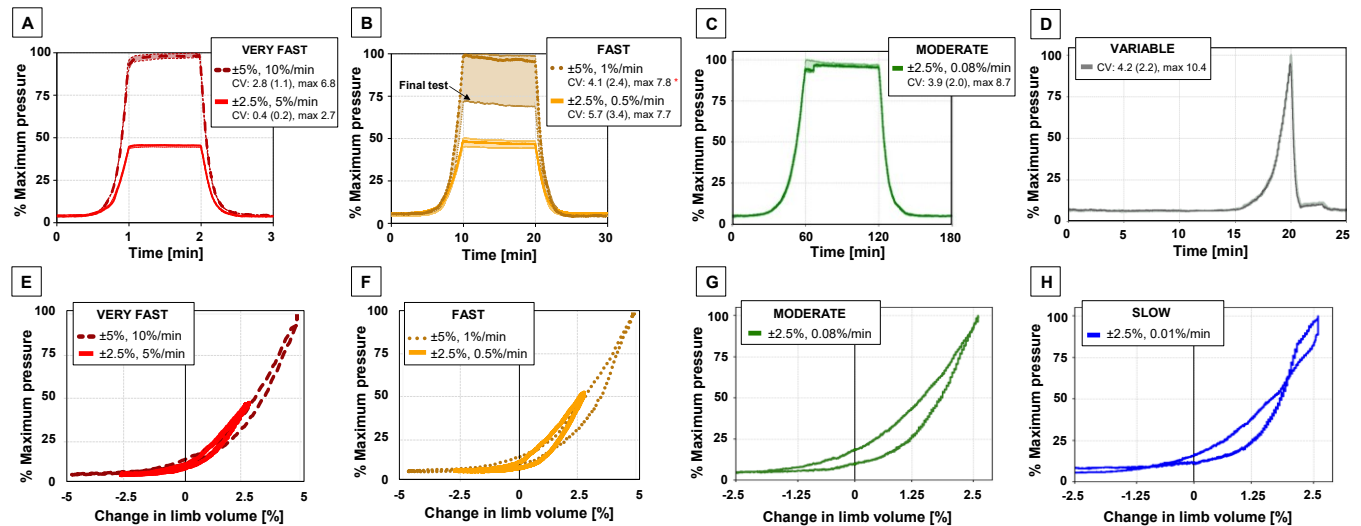 A
% Maximum pressure
100
75
50
25
0
0
1
2
3
Time [min]
VERY FAST
±5%, 10%/min
CV: 2.8 (1.1), max 6.8
±2.5%, 5%/min
CV: 0.4 (0.2), max 2.7
B
% Maximum pressure
100
75
50
25
0
0
10
20
30
Time [min]
Final test
FAST
±5%, 1%/min
CV: 4.1 (2.4), max 7.8 *
±2.5%, 0.5%/min
CV: 5.7 (3.4), max 7.7
C
% Maximum pressure
100
75
50
25
0
0
60
120
180
Time [min]
MODERATE
±2.5%, 0.08%/min
CV: 3.9 (2.0), max 8.7
D
% Maximum pressure
100
75
50
25
0
0
5
10
15
20
25
Time [min]
VARIABLE
CV: 4.2 (2.2), max 10.4
E
% Maximum pressure
100
75
50
25
0
-5
-2.5
0
2.5
5
Change in limb volume [%]
VERY FAST
±5%, 10%/min
±2.5%, 5%/min
F
% Maximum pressure
100
75
50
25
0
-5
-2.5
0
2.5
5
Change in limb volume [%]
FAST
±5%, 1%/min
±2.5%, 0.5%/min
G
% Maximum pressure
100
75
50
25
0
-2.5
0
1.25
2.5
Change in limb volume [%]
MODERATE
±2.5%, 0.08%/min
H
% Maximum pressure
100
75
50
25
0
-2.5
-1.25
0
1.25
2.5
Change in limb volume [%]
SLOW
±2.5%, 0.01%/min